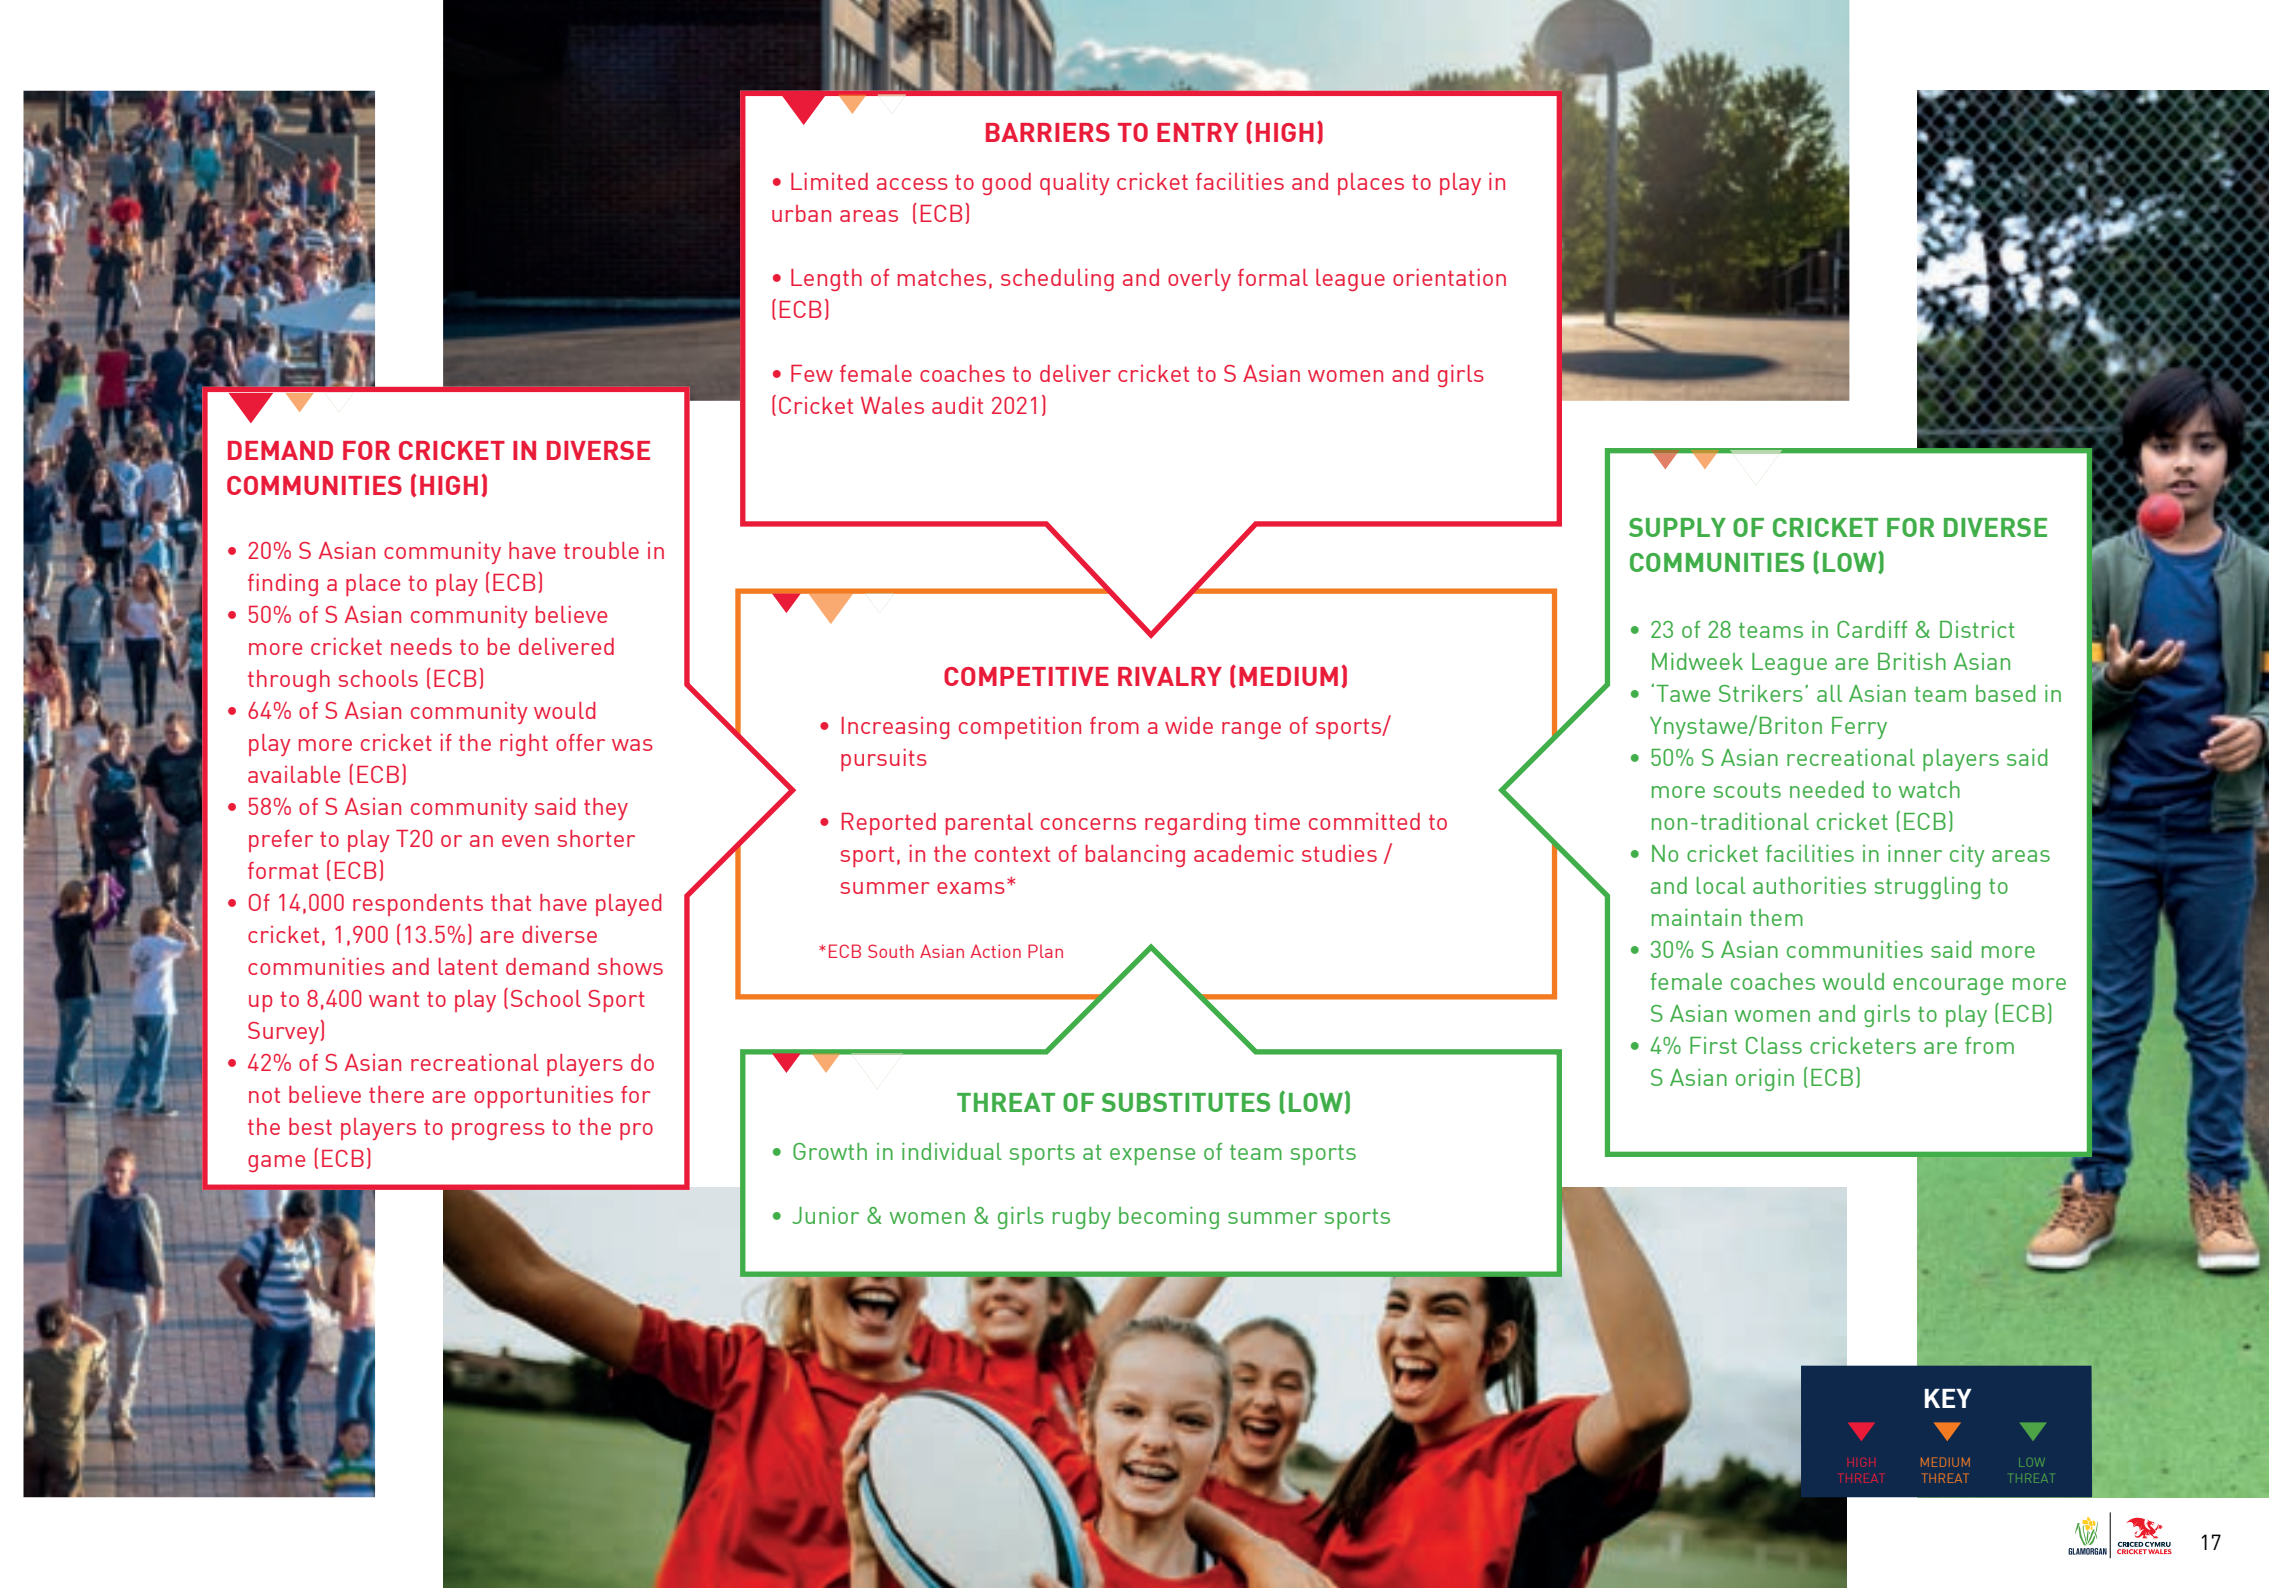 BARRIERS TO ENTRY (HIGH)
• Limited access to good quality cricket facilities and places to play in
urban areas (ECB)
• Length of matches, scheduling and overly formal league orientation
(ECB)
• Few female coaches to deliver cricket to S Asian women and girls
(Cricket Wales audit 2021)
DEMAND FOR CRICKET IN DIVERSE
COMMUNITIES (HIGH)
• 20% S Asian community have trouble in
finding a place to play (ECB)
• 50% of S Asian community believe
more cricket needs to be delivered
through schools (ECB)
• 64% of S Asian community would
play more cricket if the right offer was
available (ECB)
• 58% of S Asian community said they
prefer to play T20 or an even shorter
format (ECB)
• Of 14,000 respondents that have played
cricket, 1,900 (13.5%) are diverse
communities and latent demand shows
up to 8,400 want to play (School Sport
Survey)
• 42% of S Asian recreational players do
not believe there are opportunities for
the best players to progress to the pro
game (ECB)
COMPETITIVE RIVALRY (MEDIUM)
• Increasing competition from a wide range of sports/
pursuits
• Reported parental concerns regarding time committed to
sport, in the context of balancing academic studies /
summer exams*
*ECB South Asian Action Plan
SUPPLY OF CRICKET FOR DIVERSE
COMMUNITIES (LOW)
• 23 of 28 teams in Cardiff & District
Midweek League are British Asian
• ‘Tawe Strikers’ all Asian team based in
Ynystawe/Briton Ferry
• 50% S Asian recreational players said
more scouts needed to watch
non-traditional cricket (ECB)
• No cricket facilities in inner city areas
and local authorities struggling to
maintain them
• 30% S Asian communities said more
female coaches would encourage more
S Asian women and girls to play (ECB)
• 4% First Class cricketers are from
S Asian origin (ECB)
THREAT OF SUBSTITUTES (LOW)
• Growth in individual sports at expense of team sports
• Junior & women & girls rugby becoming summer sports
KEY
HIGH
THREAT
MEDIUM
THREAT
LOW
THREAT
GLAMORGAN
CRICED CYMRU
CRICKET WALES
17